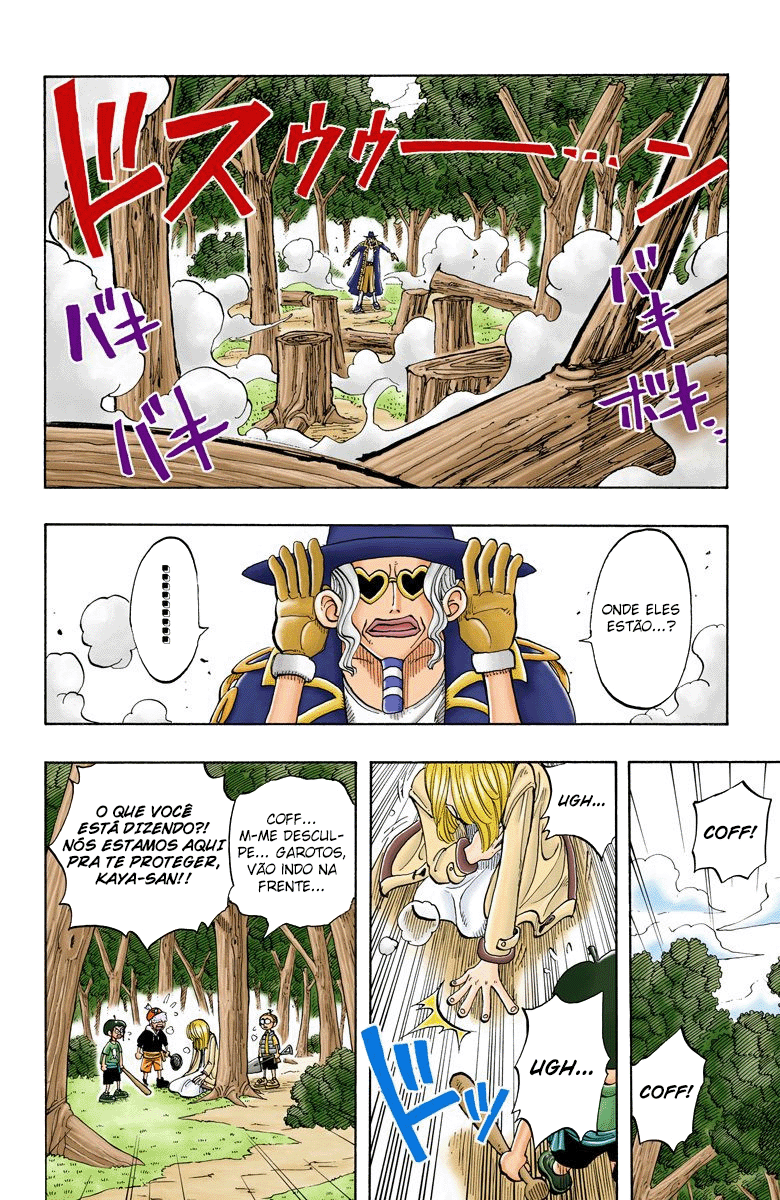 ドスウゥー…ン
バキ
ボキ
バキ
バキ
ONDE ELES
ESTÃO...?
COFF!
COFF!
UGH...
UGH...
ドッ
COFF...
M-ME DESCUL-
PE... GAROTOS,
VÃO INDO NA
FRENTE...
O QUE VOCÊ
ESTÁ DIZENDO?!
NÓS ESTAMOS AQUI
PRA TE PROTEGER,
KAYA-SAN!!